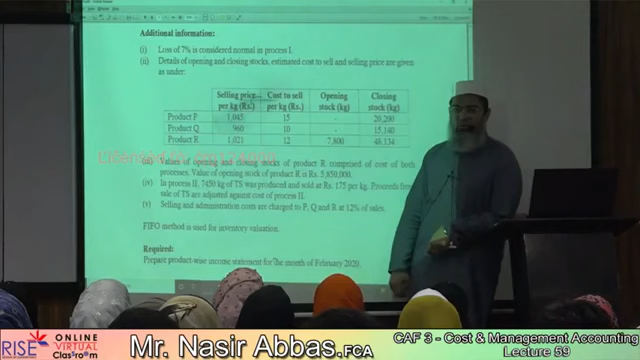 Additional information:
(i) Loss of 7% is considered normal in process I.
(ii) Details of opening and closing stocks, estimated cost to sell and selling price are given
as under:
Selling price Cost to sell Opening Closing
per kg (Rs.) per kg (Rs.) stock (kg) stock (kg)
Product P 1,045 15 - 20,290
Product Q 960 10 - 15,140
Product R 1,021 12 7,800 48,134
(iii) Values of opening and closing stocks of product R comprised of cost of both
processes. Value of opening stock of product R is Rs. 5,850,000.
(iv) In process II, 7450 kg of TS was produced and sold at Rs. 175 per kg. Proceeds from
sale of TS are adjusted against cost of process II.
(v) Selling and administration costs are charged to P, Q and R at 12% of sales.
FIFO method is used for inventory valuation.
Required:
Prepare product-wise income statement for the month of February 2020.
RISE
ONLINE
VIRTUAL
Classroom
Mr. Nasir Abbas.FCA
CAF 3 - Cost & Management Accounting
Lecture 59